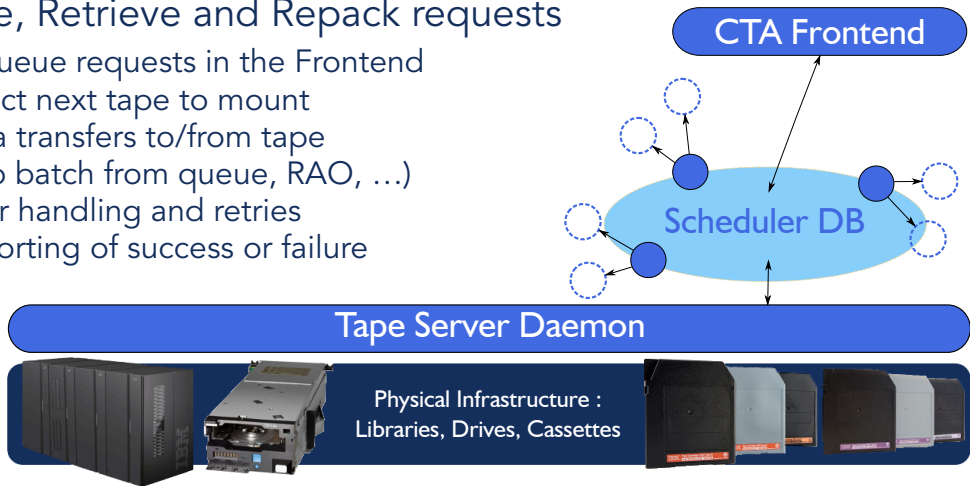 e, Retrieve and Repack requests
ueue requests in the Frontend
ct next tape to mount
a transfers to/from tape
o batch from queue, RAO, …)
r handling and retries
orting of success or failure
CTA Frontend
Scheduler DB
Tape Server Daemon
Physical Infrastructure :
Libraries, Drives, Cassettes
IBM